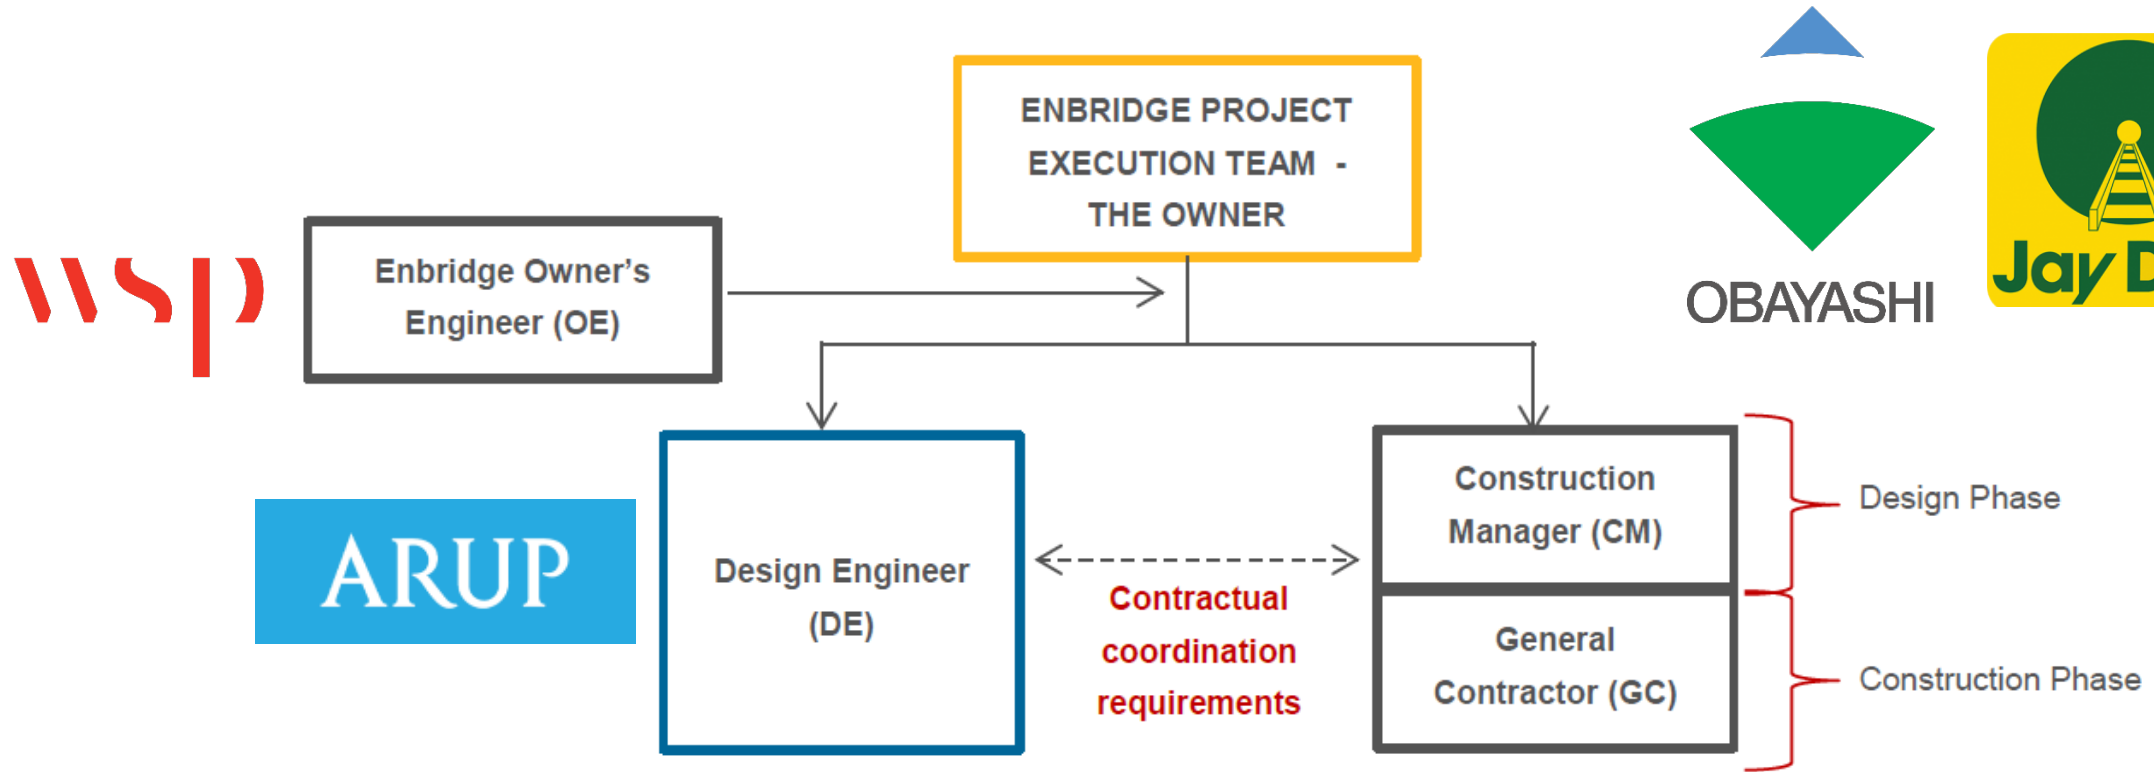 ENBRIDGE PROJECT
EXECUTION TEAM -
THE OWNER
wsp
Enbridge Owner's
Engineer (OE)
OBAYASHI
Jay
ARUP
Design Engineer
(DE)
Contractual
coordination
requirements
Construction
Manager (CM)
General
Contractor (GC)
Design Phase
Construction Phase